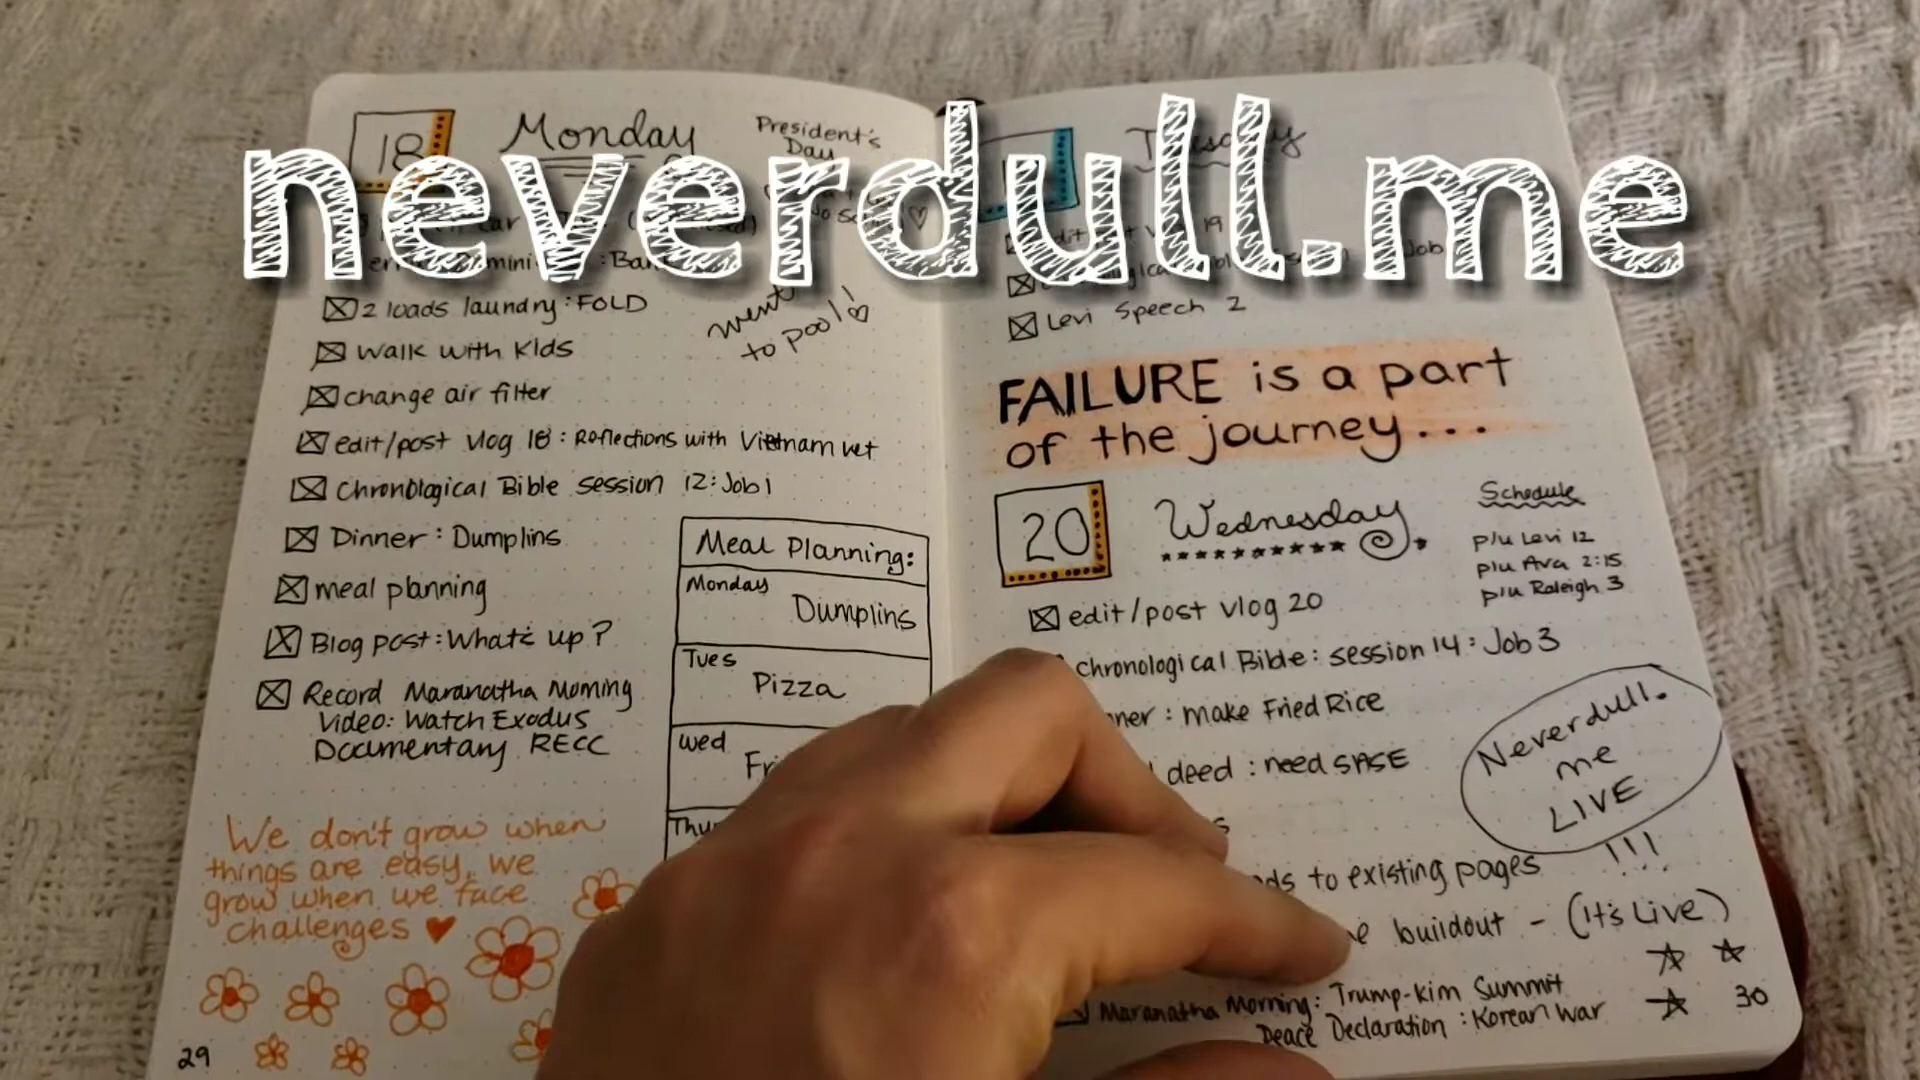 neverdull.me
18 Monday
President's
Day
went
to pool!
2 loads laundry: FOLD
Walk with Kids
change air filter
edit/post vlog 18: Reflections with Vietnam vet
Chronological Bible session 12: Job 1
Dinner: Dumplins
meal planning
Blog post: What's up?
Record Maranatha Morning
Video: Watch Exodus
Documentary RECC
Meal Planning:
Monday
Dumplins
Tues
Pizza
Wed
We don't grow when
things are easy, we
grow when we face
challenges
29
Tuesday
19
Job
Levi Speech 2
FAILURE is a part
of the journey...
20 Wednesday
Schedule
p/u Levi 12
p/u Ava 2:15
p/u Raleigh 3
edit/post vlog 20
chronological Bible: session 14: Job 3
: make Fried Rice
deed: need SASE
Neverdull.
me
LIVE
!!!
to existing pages
buildout - (It's Live)
Maranatha Morning: Trump-Kim Summit
Peace Declaration: Korean War
30